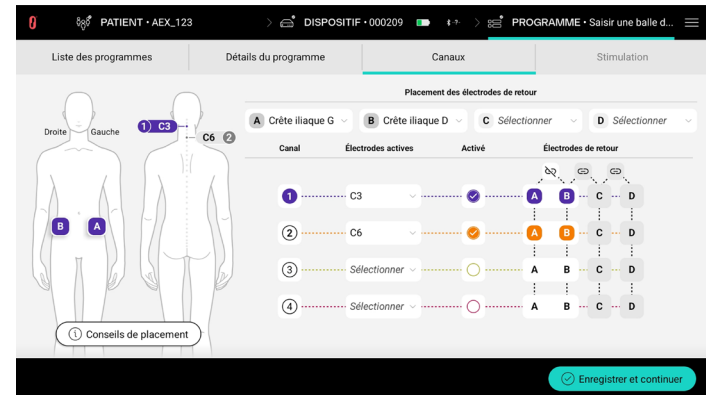 PATIENT • AEX_123
DISPOSITIF • 000209
PROGRAMME • Saisir une balle d...
Liste des programmes
Détails du programme
Canaux
Stimulation
Placement des électrodes de retour
A Crête iliaque G
B Crête iliaque D
C Sélectionner
D Sélectionner
Droite
Gauche
1 C3
C6 2
B
A
Conseils de placement
Canal
Électrodes actives
Activé
Électrodes de retour
1 C3 A B C D
2 C6 A B C D
3 Sélectionner A B C D
4 Sélectionner A B C D
Enregistrer et continuer